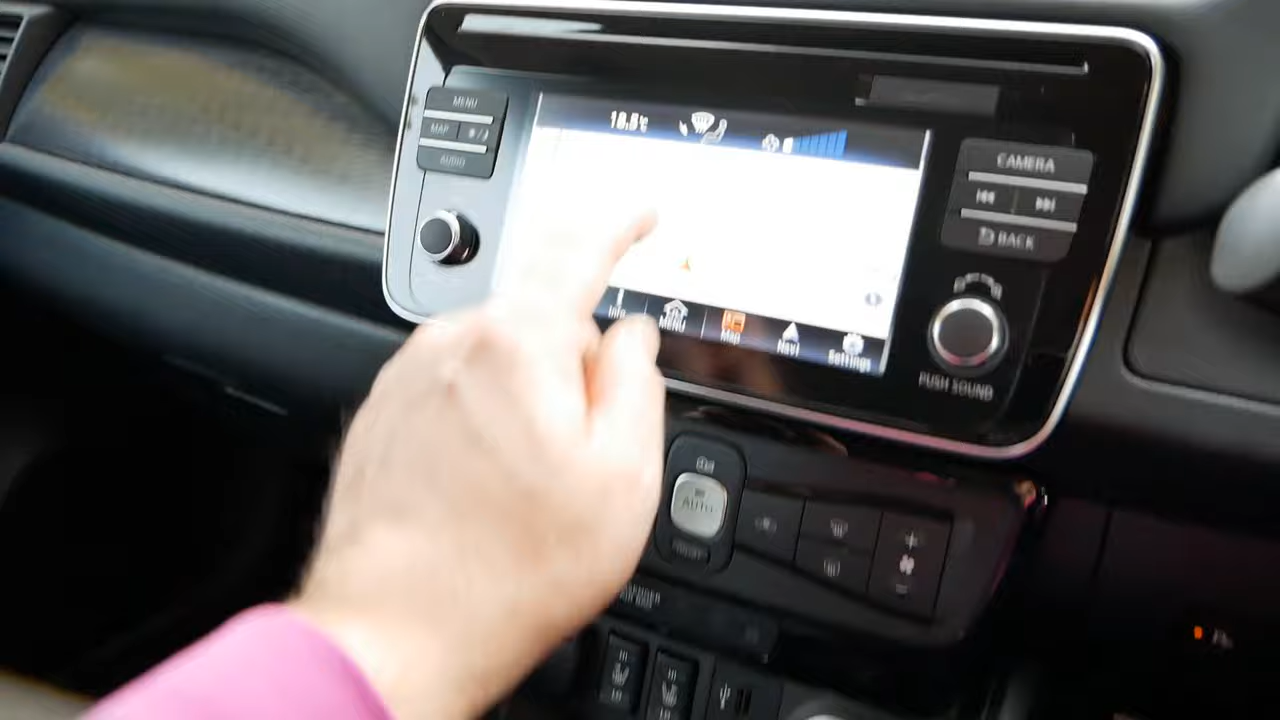 MENU
MAP
AUDIO
18.5°c
Info
MENU
Map
Navi
Settings
CAMERA
BACK
PUSH SOUND
AUTO